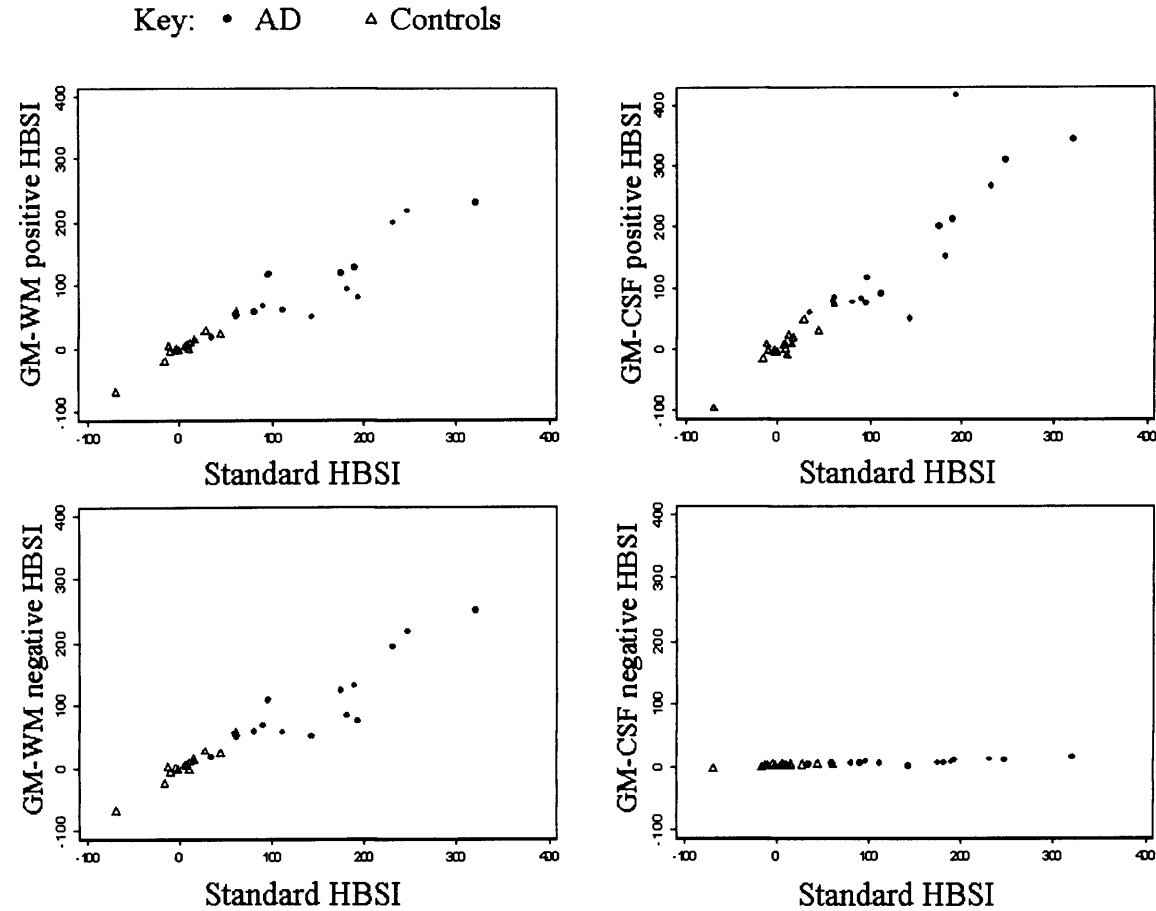 Key: • AD △ Controls
GM-WM positive HBSI
400
300
200
100
0
-100
-100 0 100 200 300 400
Standard HBSI
GM-CSF positive HBSI
400
300
200
100
0
-100
-100 0 100 200 300 400
Standard HBSI
GM-WM negative HBSI
400
300
200
100
0
-100
-100 0 100 200 300 400
Standard HBSI
GM-CSF negative HBSI
400
300
200
100
0
-100
-100 0 100 200 300 400
Standard HBSI